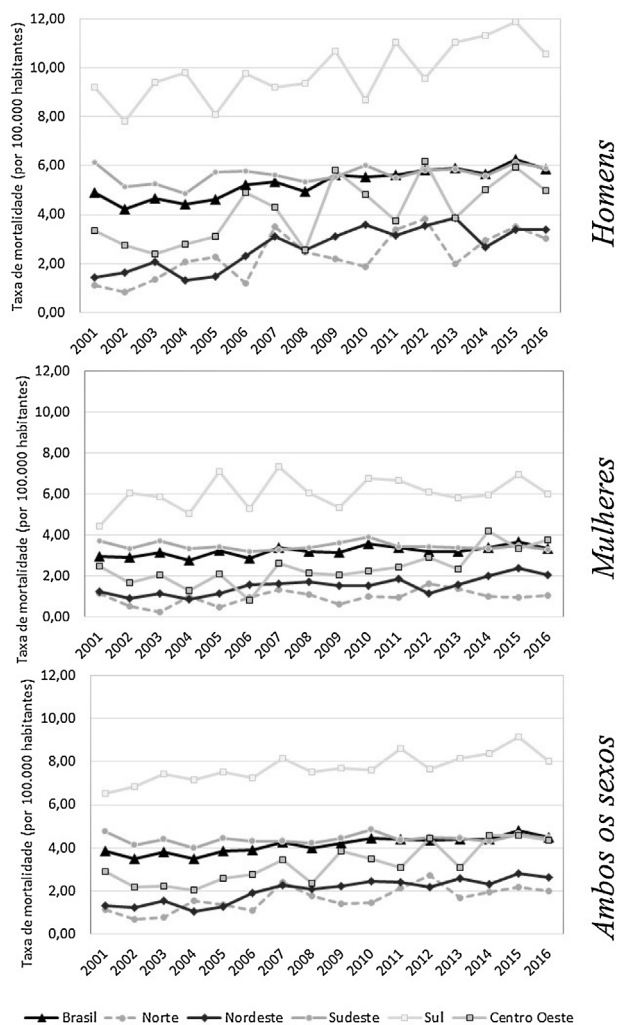 Taxa de mortalidade (por 100.000 habitantes)
12,00
10,00
8,00
6,00
4,00
2,00
0,00
2001 2002 2003 2004 2005 2006 2007 2008 2009 2010 2011 2012 2013 2014 2015 2016
Homens
Taxa de mortalidade (por 100.000 habitantes)
12,00
10,00
8,00
6,00
4,00
2,00
0,00
2001 2002 2003 2004 2005 2006 2007 2008 2009 2010 2011 2012 2013 2014 2015 2016
Mulheres
Taxa de mortalidade (por 100.000 habitantes)
12,00
10,00
8,00
6,00
4,00
2,00
0,00
2001 2002 2003 2004 2005 2006 2007 2008 2009 2010 2011 2012 2013 2014 2015 2016
Ambos os sexos
Brasil Norte Nordeste Sudeste Sul Centro Oeste